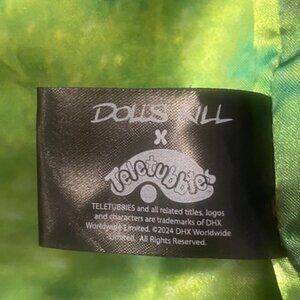 DOLLS KILL
X
Teletubbies
TELETUBBIES and all related titles, logos
and characters are trademarks of DHX
Worldwide Limited. ©2024 DHX Worldwide
Limited. All Rights Reserved.